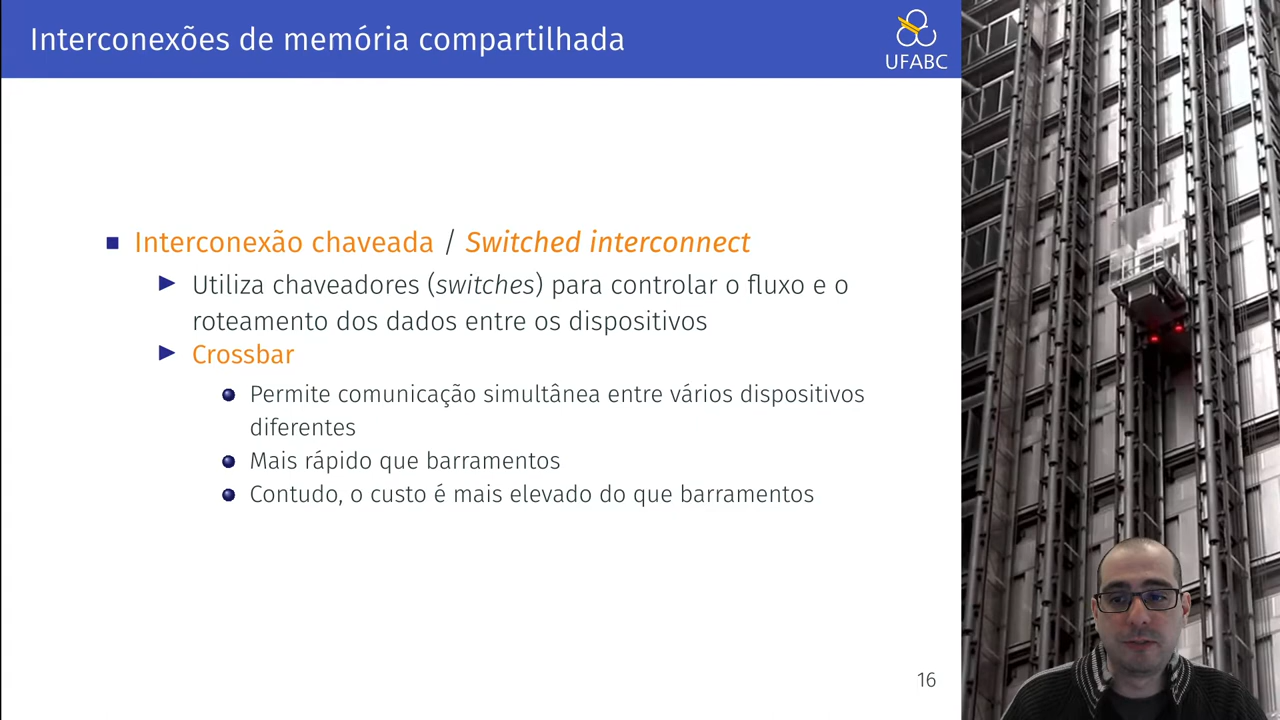 Interconexões de memória compartilhada
UFABC
Interconexão chaveada / Switched interconnect
Utiliza chaveadores (switches) para controlar o fluxo e o
roteamento dos dados entre os dispositivos
Crossbar
Permite comunicação simultânea entre vários dispositivos
diferentes
Mais rápido que barramentos
Contudo, o custo é mais elevado do que barramentos
16